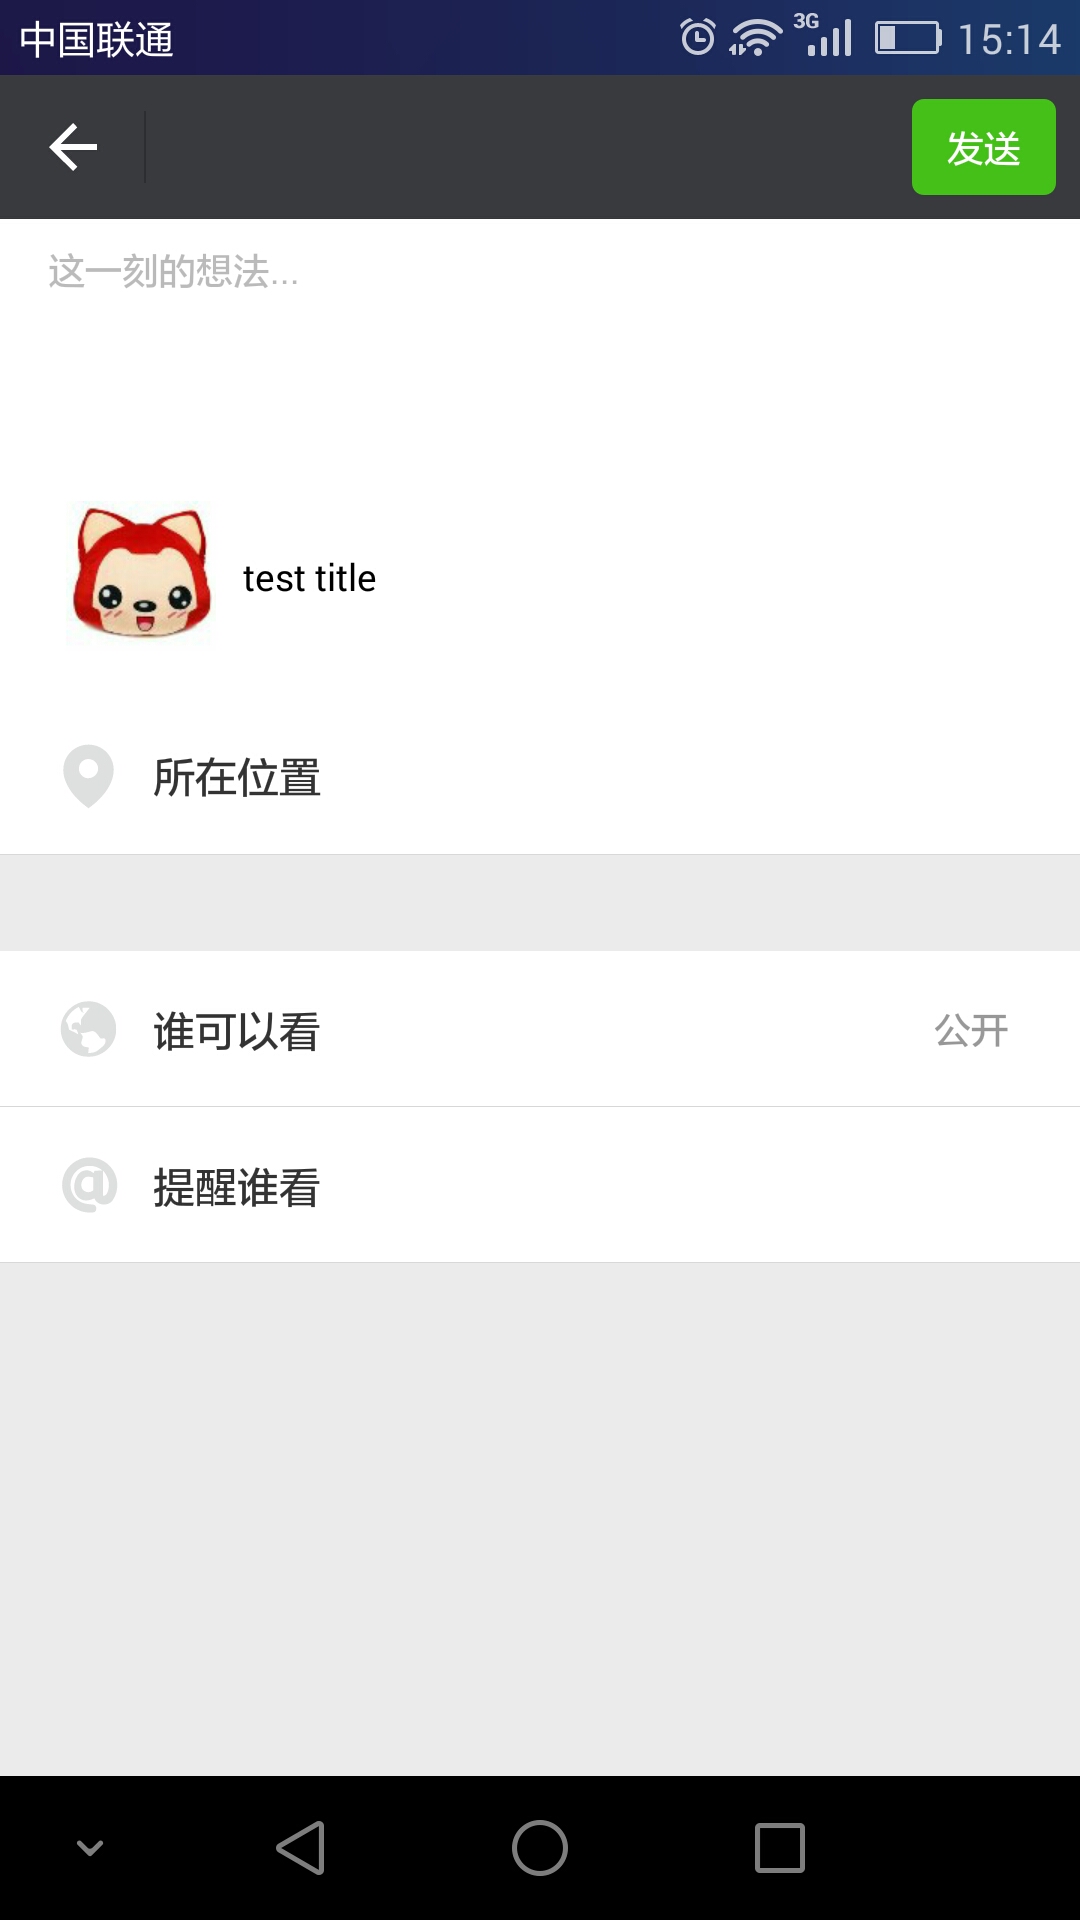 中国联通 3G 15:14
发送
这一刻的想法...
test title
所在位置
谁可以看 公开
@ 提醒谁看